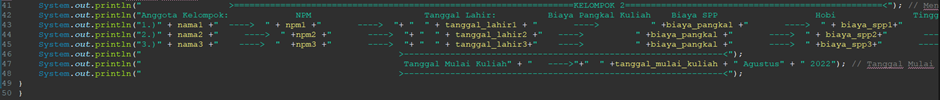 41 System.out.println(" >=====================================================KELOMPOK 2========================================<"); // Men
42 System.out.println("Anggota Kelompok: NPM Tanggal Lahir: Biaya Pangkal Kuliah Biaya SPP Hobi Tingg
43 System.out.println("1.)" + nama1 +" ----> " + npm1 +" ----> "+ " " + tanggal_lahir1 + " ----> " +biaya_pangkal +" ----> " + biaya_spp1+"
44 System.out.println("2.)" + nama2 +" ----> " +npm2 +" ----> "+ " " + tanggal_lahir2 +" ----> " +biaya_pangkal +" ----> " + biaya_spp2+"
45 System.out.println("3.)" + nama3 +" ----> " +npm3 +" ----> "+ " " + tanggal_lahir3+" ----> " +biaya_pangkal +" ----> " +biaya_spp3+"
46 System.out.println(" >--------------------------------------------------<");
47 System.out.println(" Tanggal Mulai Kuliah" + " ---->"+" " +tanggal_mulai_kuliah + " Agustus" + " 2022"); // Tanggal Mulai
48 System.out.println(" >--------------------------------------------------<");
49 }
50 }